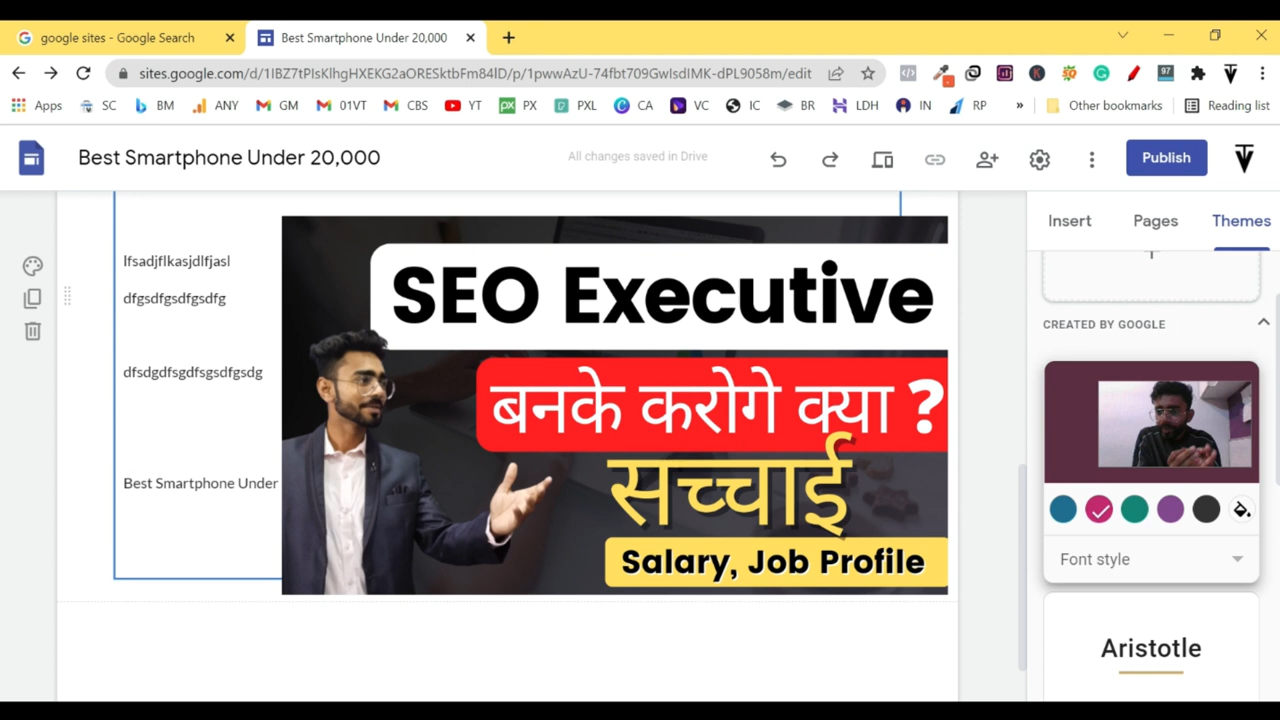 google sites - Google Search
Best Smartphone Under 20,000
sites.google.com/d/1IBZ7tPIsKlhgHXEKG2aORESktbFm84lD/p/1pwwAzU-74fbt709GwIsdIMK-dPL9058m/edit
97
Apps SC BM ANY GM 01VT CBS YT PX PXL CA VC IC BR LDH IN RP » Other bookmarks Reading list
Best Smartphone Under 20,000
All changes saved in Drive
Publish
Insert Pages Themes
CREATED BY GOOGLE
lfsadjflkasjdlfjasl
dfgsdfgsdfgsdfg
dfsdgdfsgdfsgsdfgsdg
Best Smartphone Under
SEO Executive
बनके करोगे क्या ?
सच्चाई
Salary, Job Profile
Font style
Aristotle